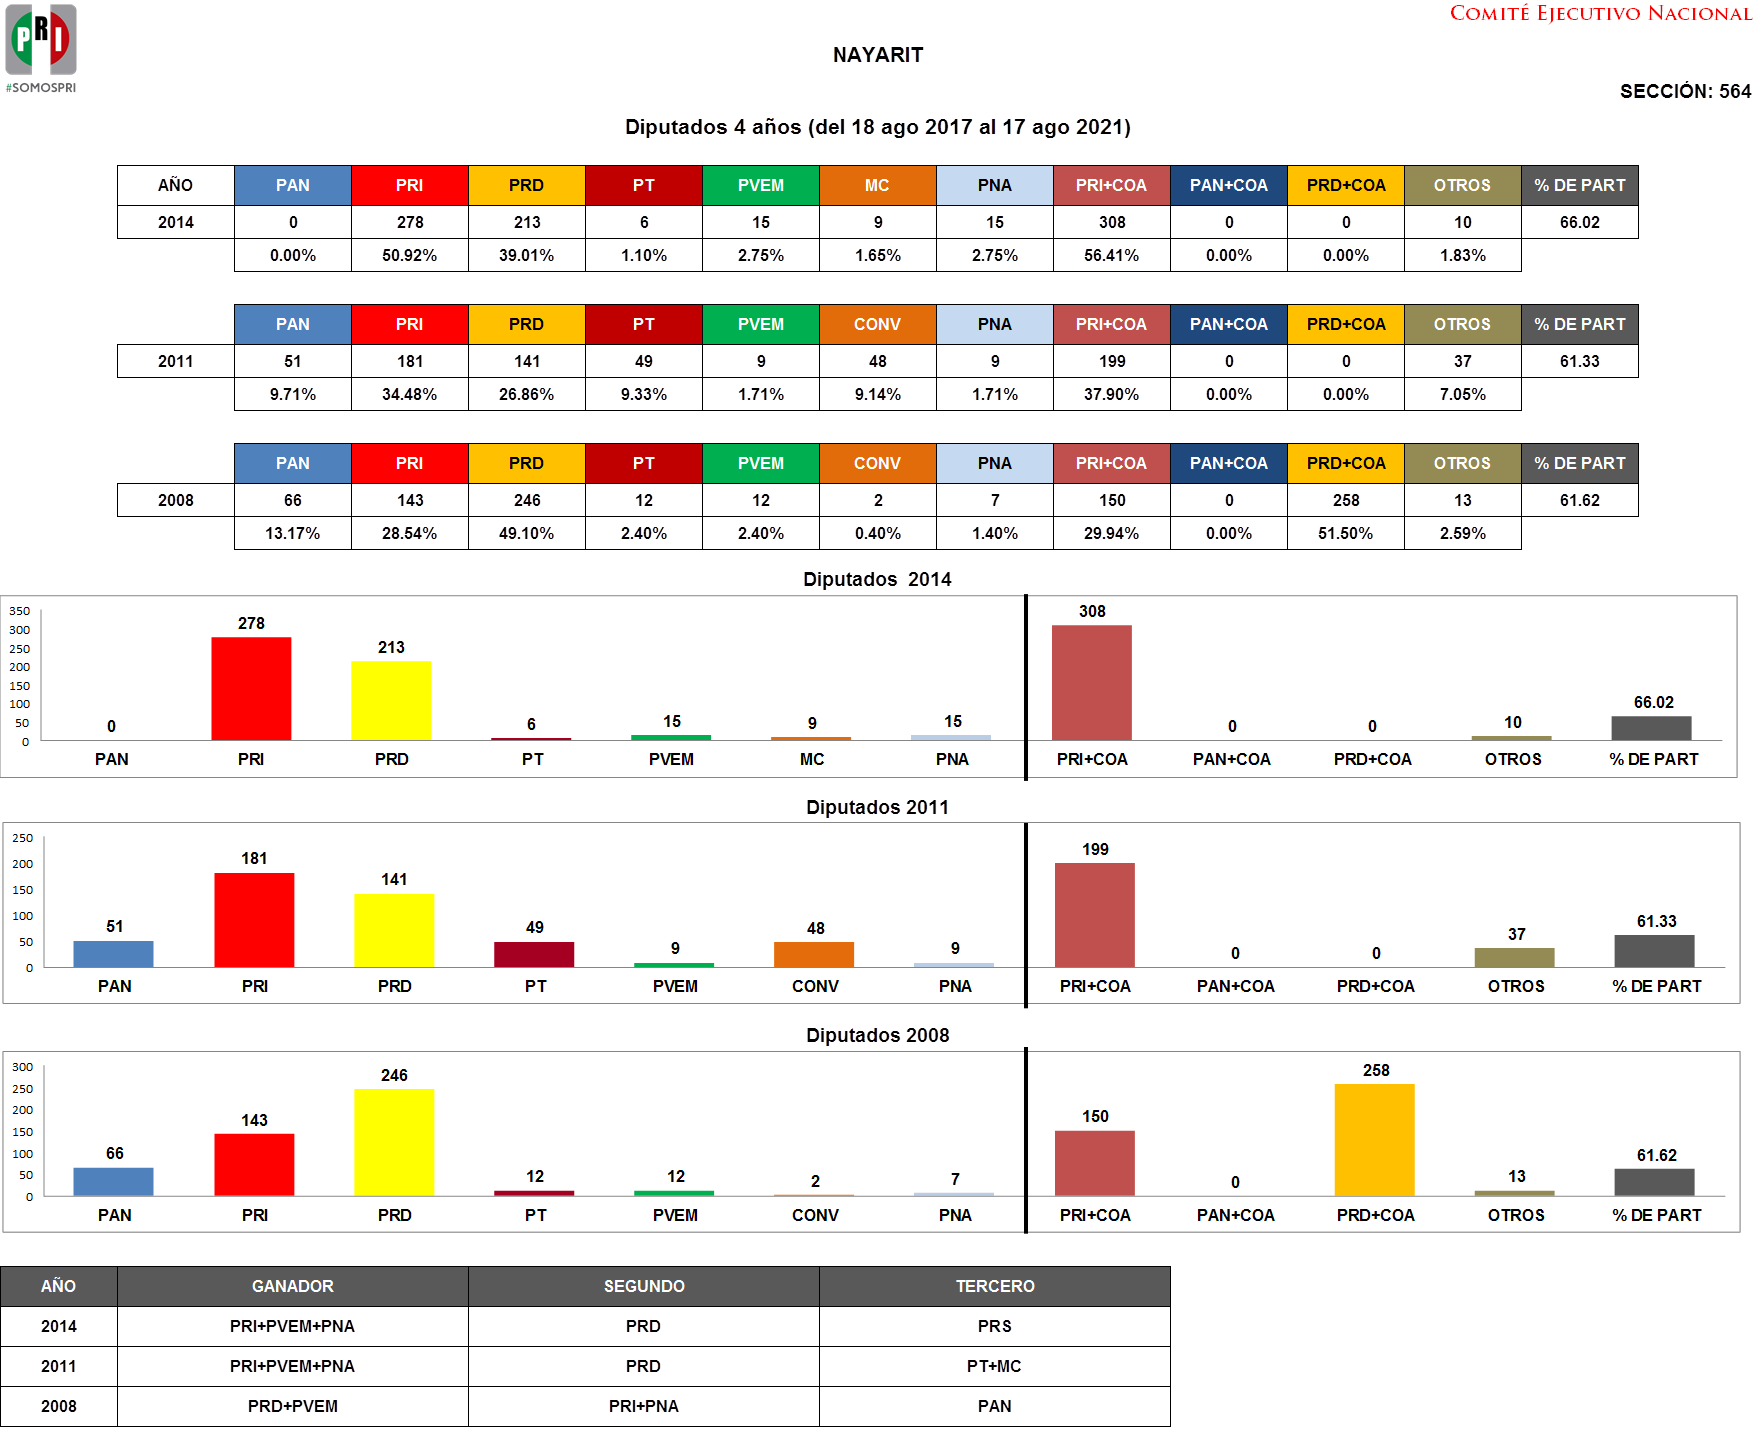 PRI
#SOMOSPRI
COMITÉ EJECUTIVO NACIONAL
NAYARIT
SECCIÓN: 564
Diputados 4 años (del 18 ago 2017 al 17 ago 2021)
AÑO PAN PRI PRD PT PVEM MC PNA PRI+COA PAN+COA PRD+COA OTROS % DE PART
2014 0 278 213 6 15 9 15 308 0 0 10 66.02
0.00% 50.92% 39.01% 1.10% 2.75% 1.65% 2.75% 56.41% 0.00% 0.00% 1.83%
PAN PRI PRD PT PVEM CONV PNA PRI+COA PAN+COA PRD+COA OTROS % DE PART
2011 51 181 141 49 9 48 9 199 0 0 37 61.33
9.71% 34.48% 26.86% 9.33% 1.71% 9.14% 1.71% 37.90% 0.00% 0.00% 7.05%
PAN PRI PRD PT PVEM CONV PNA PRI+COA PAN+COA PRD+COA OTROS % DE PART
2008 66 143 246 12 12 2 7 150 0 258 13 61.62
13.17% 28.54% 49.10% 2.40% 2.40% 0.40% 1.40% 29.94% 0.00% 51.50% 2.59%
Diputados  2014
350
300
250
200
150
100
50
0
0 278 213 6 15 9 15 308 0 0 10 66.02
PAN PRI PRD PT PVEM MC PNA PRI+COA PAN+COA PRD+COA OTROS % DE PART
Diputados 2011
250
200
150
100
50
0
51 181 141 49 9 48 9 199 0 0 37 61.33
PAN PRI PRD PT PVEM CONV PNA PRI+COA PAN+COA PRD+COA OTROS % DE PART
Diputados 2008
300
250
200
150
100
50
0
66 143 246 12 12 2 7 150 0 258 13 61.62
PAN PRI PRD PT PVEM CONV PNA PRI+COA PAN+COA PRD+COA OTROS % DE PART
AÑO GANADOR SEGUNDO TERCERO
2014 PRI+PVEM+PNA PRD PRS
2011 PRI+PVEM+PNA PRD PT+MC
2008 PRD+PVEM PRI+PNA PAN